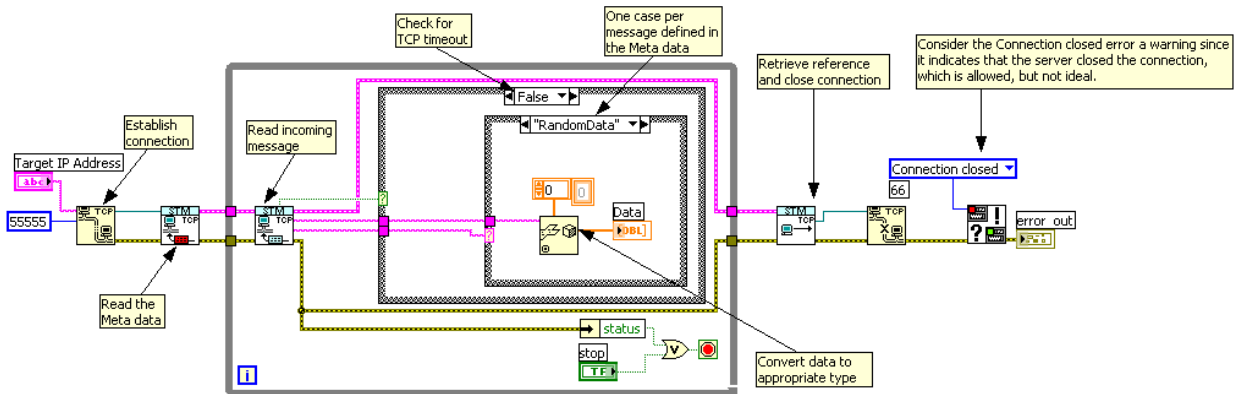 Check for
TCP timeout
One case per
message defined in
the Meta data
Consider the Connection closed error a warning since
it indicates that the server closed the connection,
which is allowed, but not ideal.
Retrieve reference
and close connection
False
"RandomData"
Establish
connection
Read incoming
message
Target IP Address
abc
55555
TCP
STM
TCP
STM
TCP
?
?
0
0
Data
DBL
STM
TCP
TCP
Connection closed
66
!
?
error out
Read the
Meta data
status
stop
TF
V
i
Convert data to
appropriate type